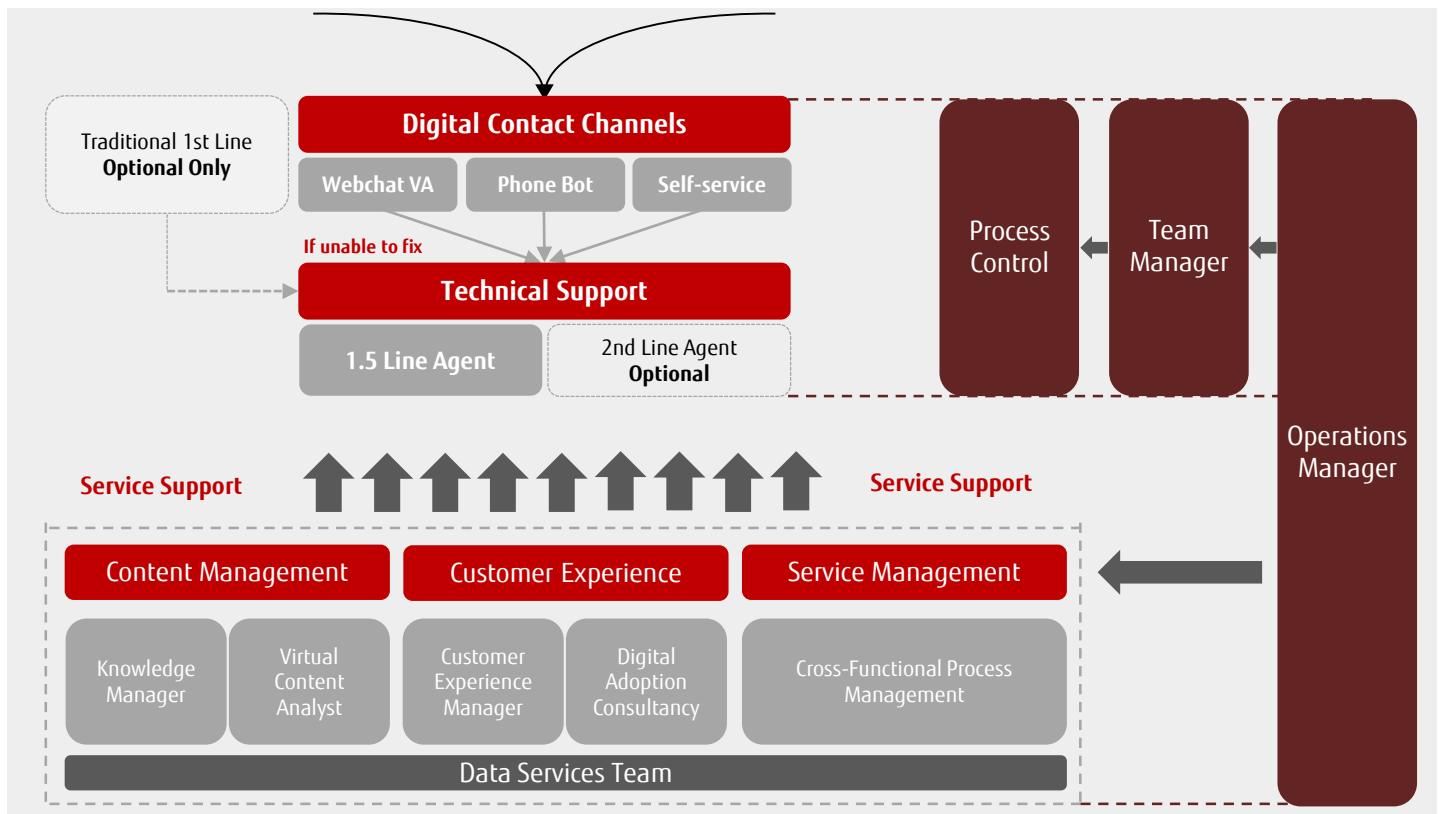 Traditional 1st Line
Optional Only
Digital Contact Channels
Webchat VA
Phone Bot
Self-service
If unable to fix
Technical Support
1.5 Line Agent
2nd Line Agent
Optional
Process
Control
Team
Manager
Operations
Manager
Service Support
Service Support
Content Management
Customer Experience
Service Management
Knowledge
Manager
Virtual
Content
Analyst
Customer
Experience
Manager
Digital
Adoption
Consultancy
Cross-Functional Process
Management
Data Services Team